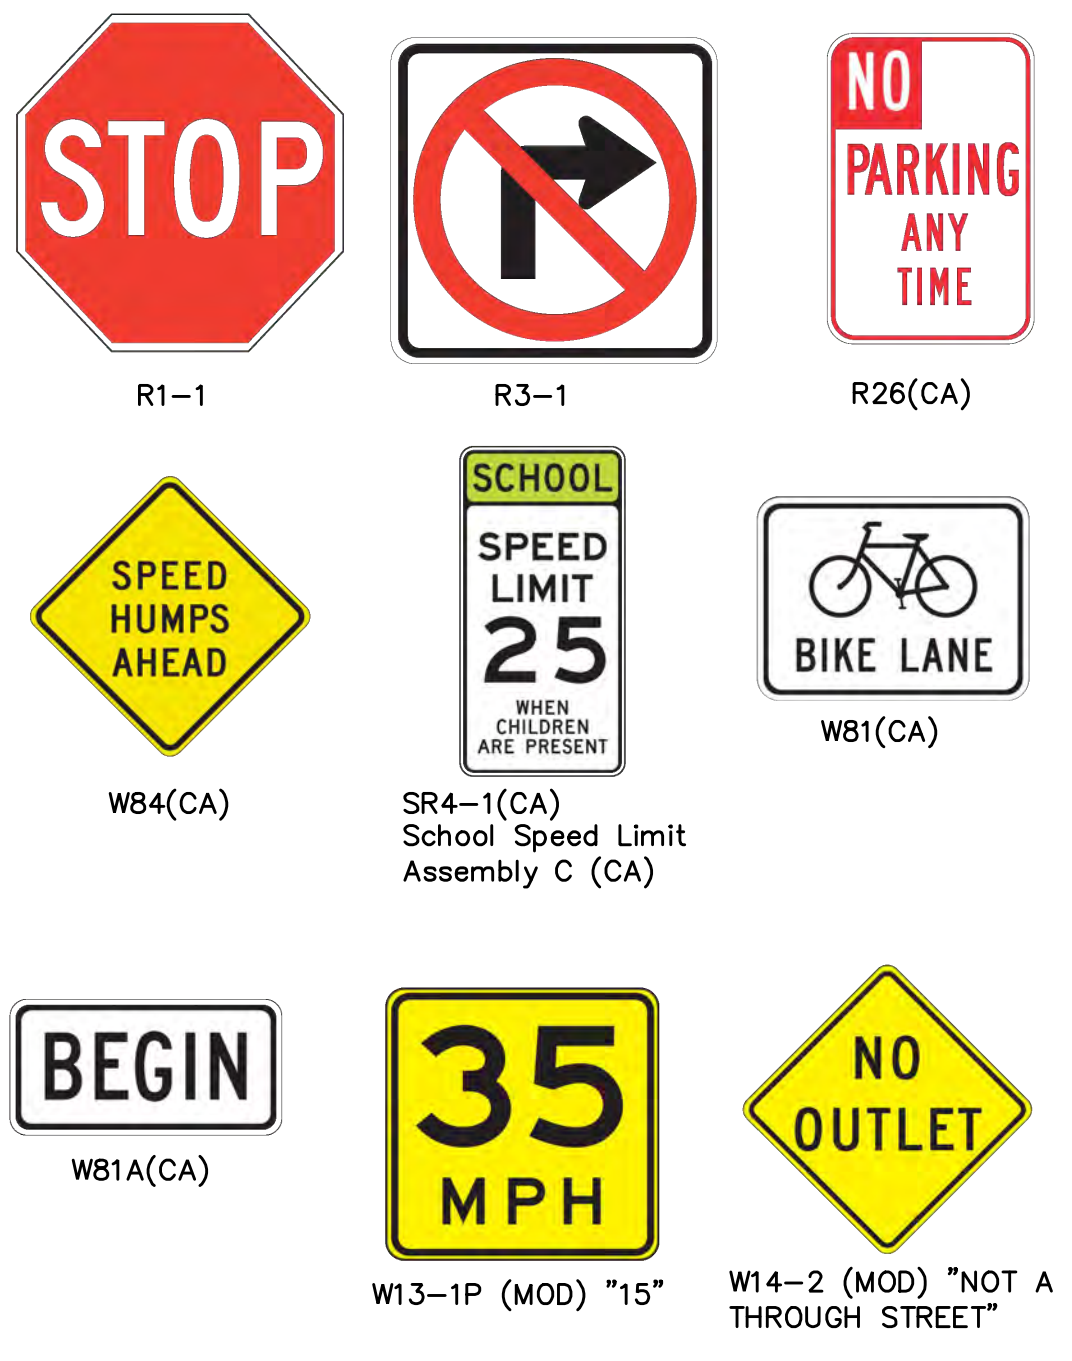 STOP
R1-1
R3-1
NO
PARKING
ANY
TIME
R26(CA)
SPEED
HUMPS
AHEAD
W84(CA)
SCHOOL
SPEED
LIMIT
25
WHEN
CHILDREN
ARE PRESENT
SR4-1(CA)
School Speed Limit
Assembly C (CA)
BIKE LANE
W81(CA)
BEGIN
W81A(CA)
35
MPH
W13-1P (MOD) "15"
NO
OUTLET
W14-2 (MOD) "NOT A
THROUGH STREET"